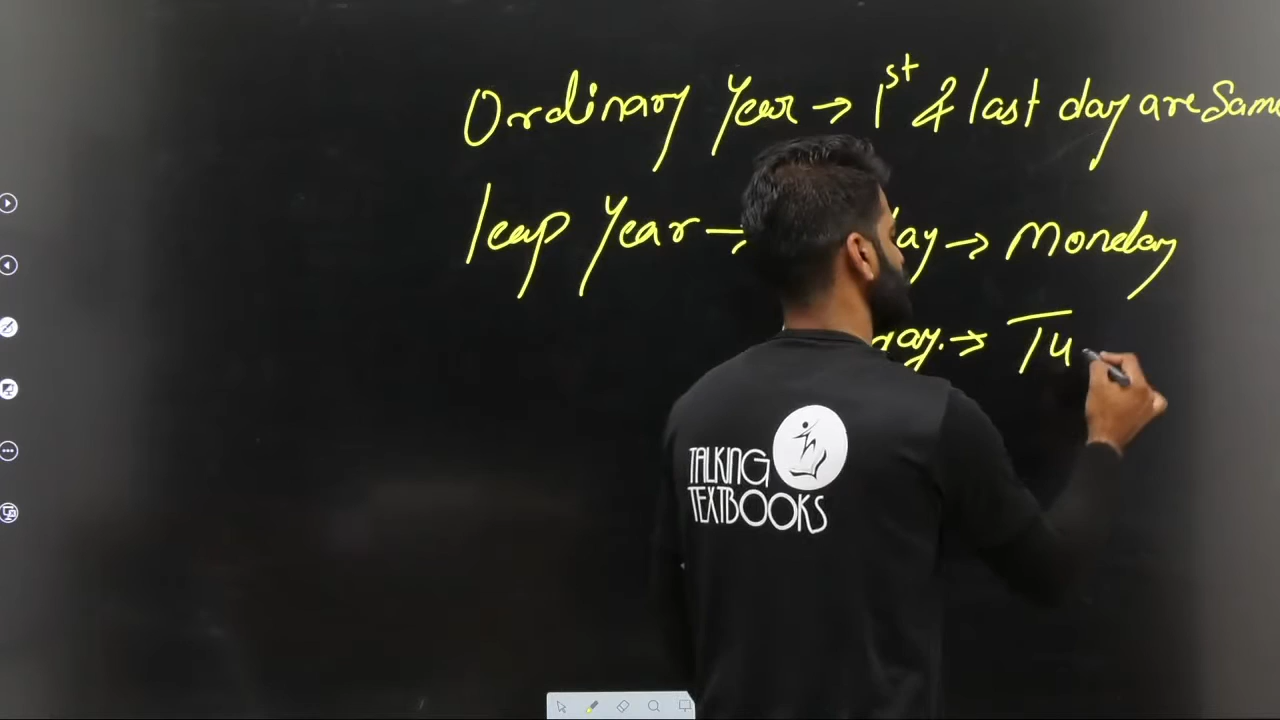 Ordinary Year → 1st & last day are Same
leap Year → day → Monday
day. → Tu
TALKING
TEXTBOOKS